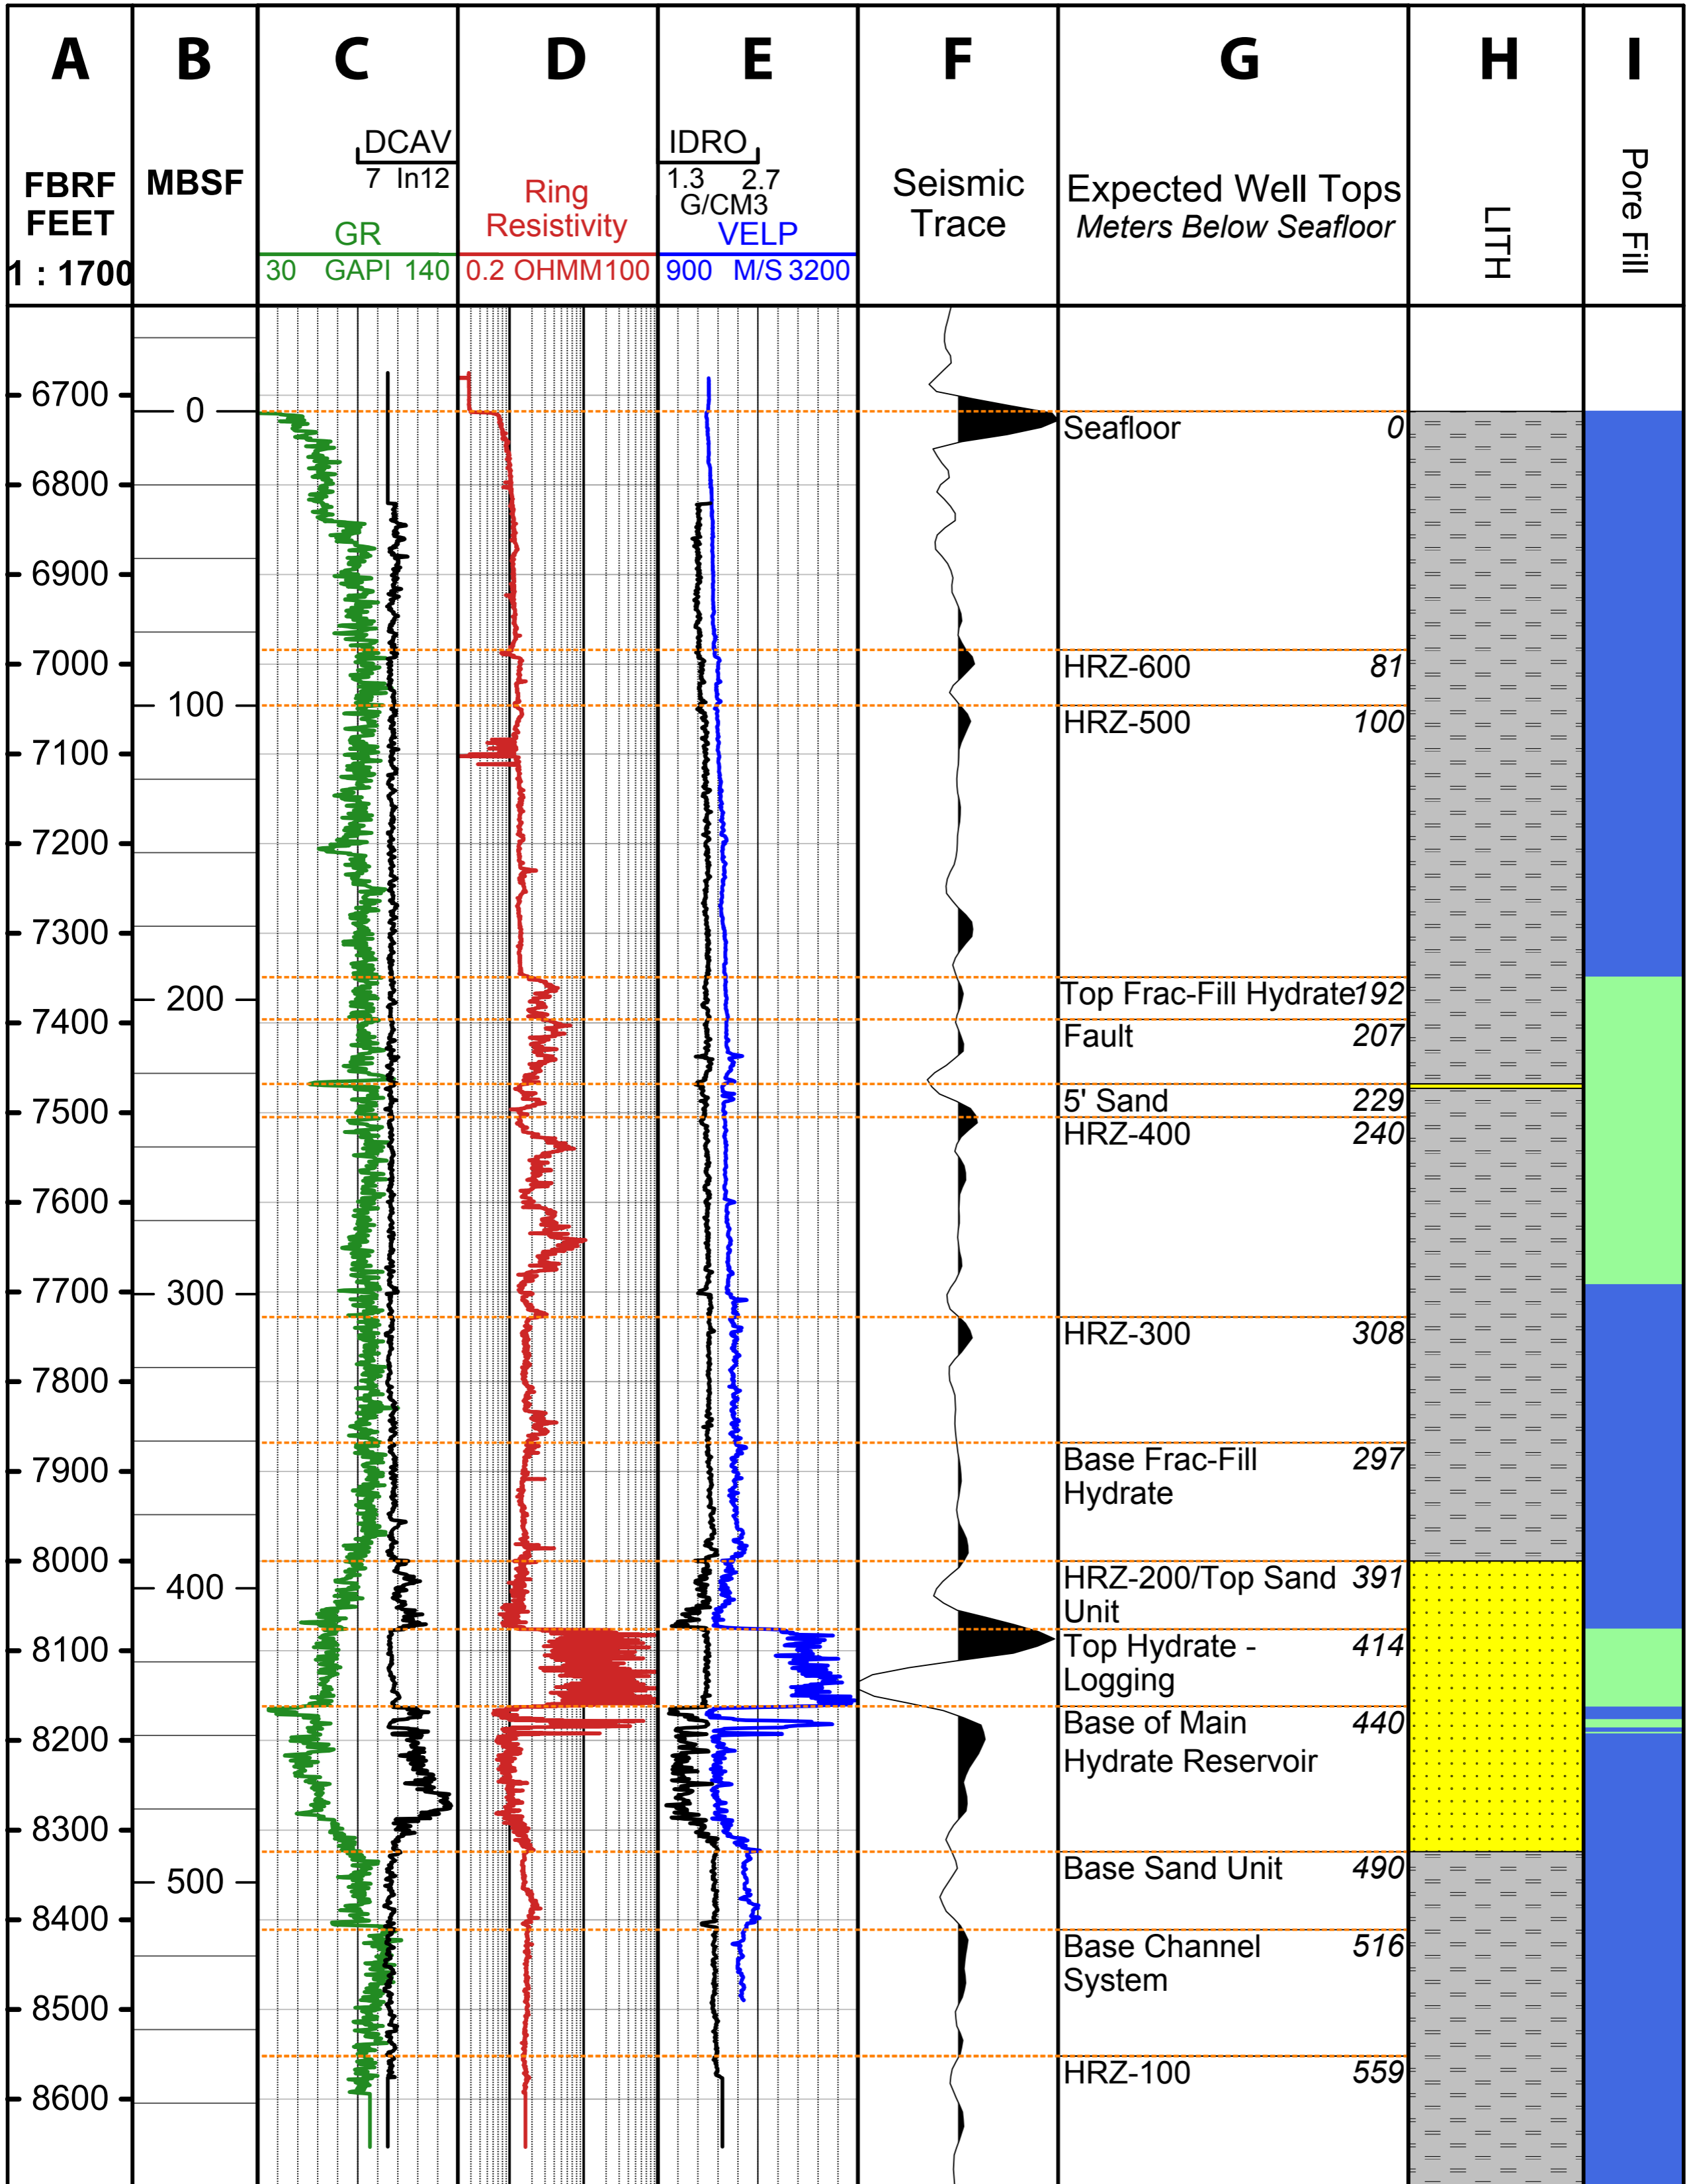 A B C D E F G H I
FBRF
FEET
1 : 1700
MBSF
DCAV
7 In12
GR
30 GAPI 140
Ring
Resistivity
0.2 OHMM100
IDRO
1.3 2.7
G/CM3
VELP
900 M/S 3200
Seismic
Trace
Expected Well Tops
Meters Below Seafloor
LITH
Pore Fill
6700
6800
6900
7000
7100
7200
7300
7400
7500
7600
7700
7800
7900
8000
8100
8200
8300
8400
8500
8600
0
100
200
300
400
500
Seafloor 0
HRZ-600 81
HRZ-500 100
Top Frac-Fill Hydrate192
Fault 207
5' Sand 229
HRZ-400 240
HRZ-300 308
Base Frac-Fill 297
Hydrate
HRZ-200/Top Sand 391
Unit
Top Hydrate - 414
Logging
Base of Main 440
Hydrate Reservoir
Base Sand Unit 490
Base Channel 516
System
HRZ-100 559